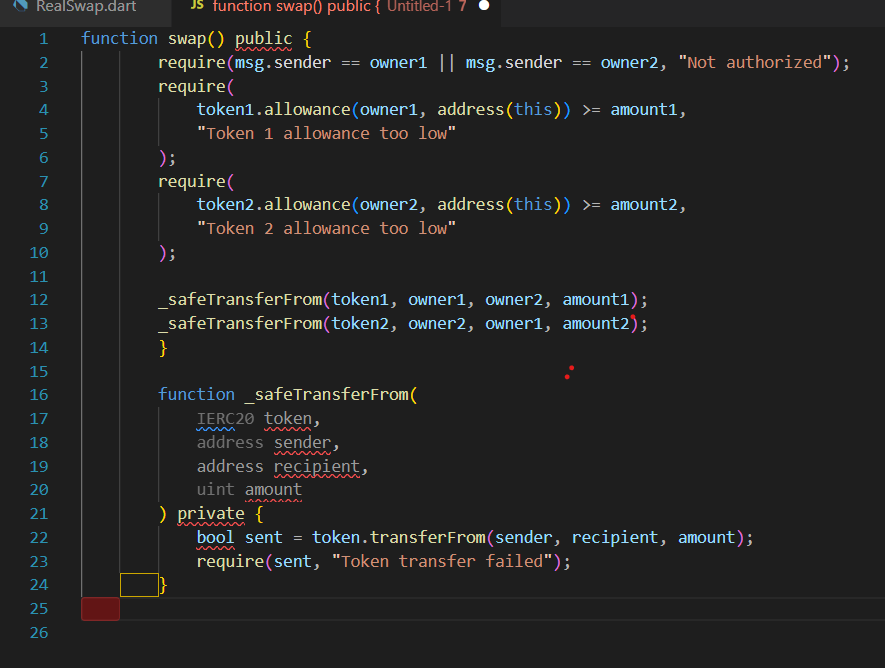 RealSwap.dart
JS function swap() public { Untitled-1 7
1 function swap() public {
2 require(msg.sender == owner1 || msg.sender == owner2, "Not authorized");
3 require(
4 token1.allowance(owner1, address(this)) >= amount1,
5 "Token 1 allowance too low"
6 );
7 require(
8 token2.allowance(owner2, address(this)) >= amount2,
9 "Token 2 allowance too low"
10 );
11
12 _safeTransferFrom(token1, owner1, owner2, amount1);
13 _safeTransferFrom(token2, owner2, owner1, amount2);
14 }
15
16 function _safeTransferFrom(
17 IERC20 token,
18 address sender,
19 address recipient,
20 uint amount
21 ) private {
22 bool sent = token.transferFrom(sender, recipient, amount);
23 require(sent, "Token transfer failed");
24 }
25
26